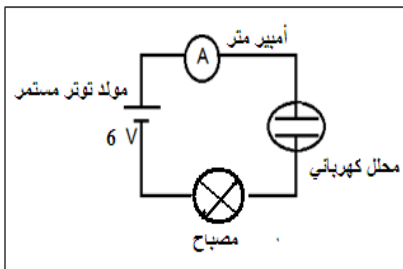 أمبير متر
A
مولد توتر مستمر
6 V
محلل كهربائي
مصباح